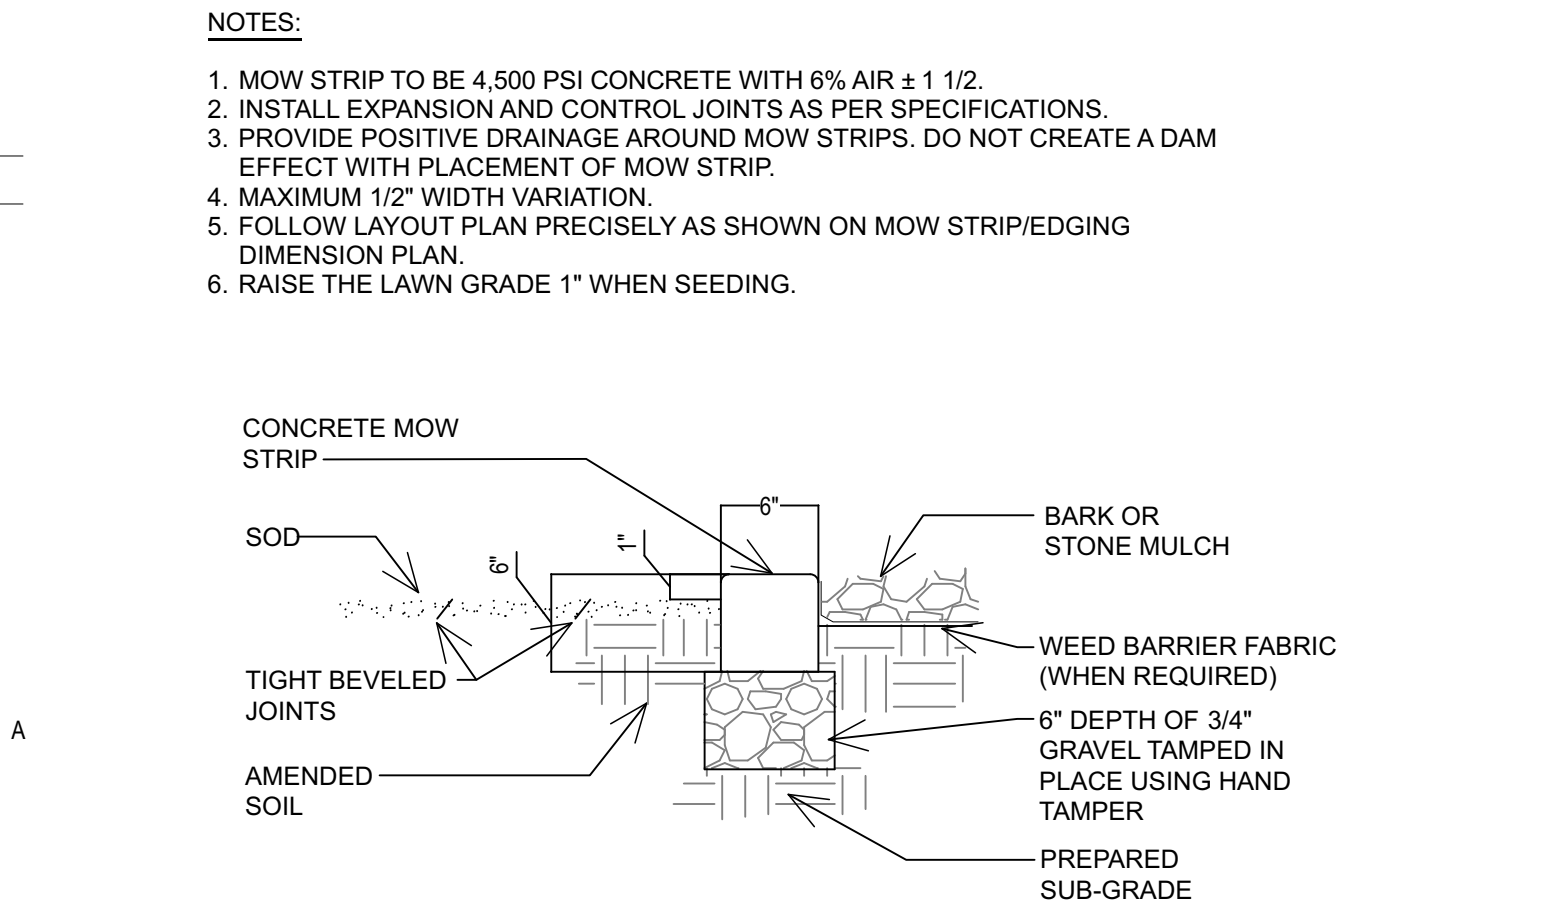 NOTES:
1. MOW STRIP TO BE 4,500 PSI CONCRETE WITH 6% AIR ± 1 1/2.
2. INSTALL EXPANSION AND CONTROL JOINTS AS PER SPECIFICATIONS.
3. PROVIDE POSITIVE DRAINAGE AROUND MOW STRIPS. DO NOT CREATE A DAM
EFFECT WITH PLACEMENT OF MOW STRIP.
4. MAXIMUM 1/2" WIDTH VARIATION.
5. FOLLOW LAYOUT PLAN PRECISELY AS SHOWN ON MOW STRIP/EDGING
DIMENSION PLAN.
6. RAISE THE LAWN GRADE 1" WHEN SEEDING.
CONCRETE MOW
STRIP
SOD
6"
1"
6"
BARK OR
STONE MULCH
TIGHT BEVELED
JOINTS
WEED BARRIER FABRIC
(WHEN REQUIRED)
A
AMENDED
SOIL
6" DEPTH OF 3/4"
GRAVEL TAMPED IN
PLACE USING HAND
TAMPER
PREPARED
SUB-GRADE